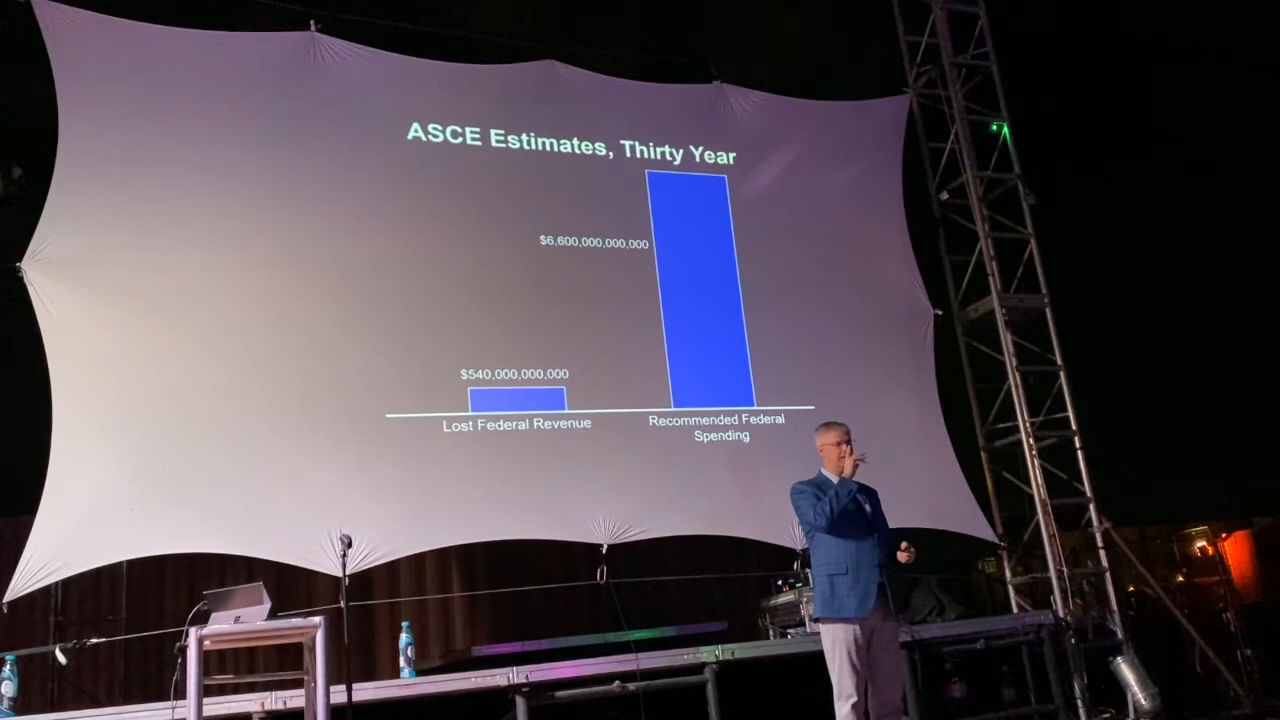 ASCE Estimates, Thirty Year
$6,600,000,000,000
$540,000,000,000
Lost Federal Revenue
Recommended Federal
Spending